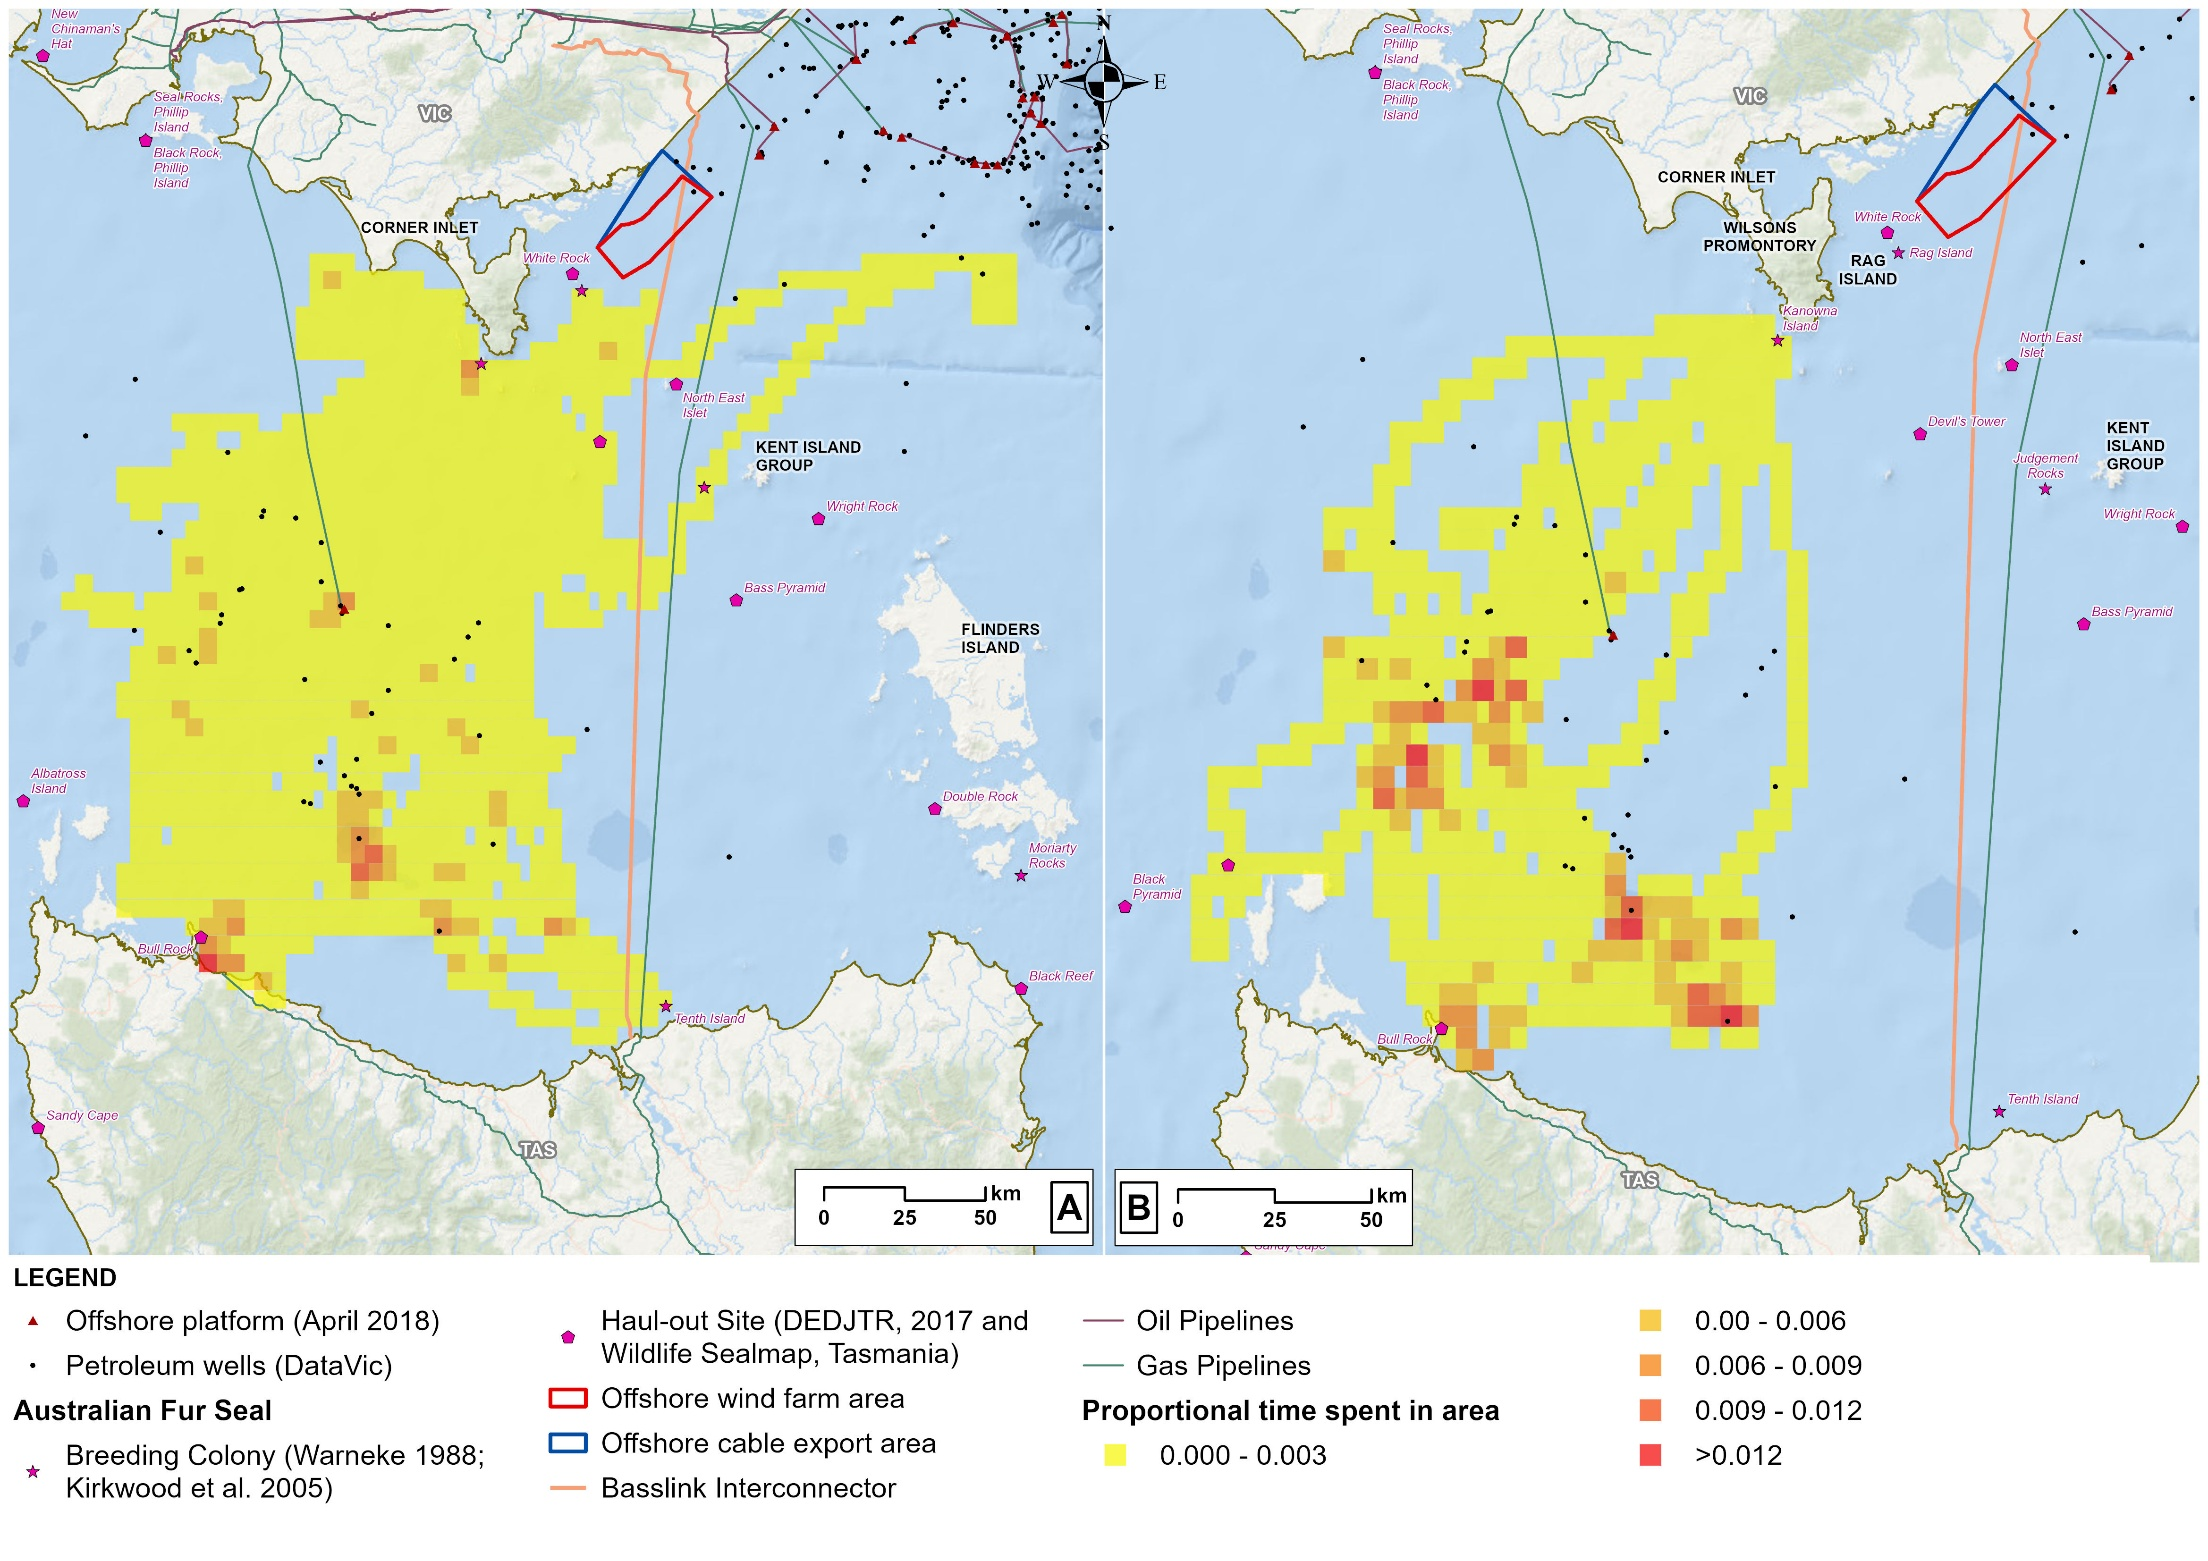 New
Chinaman's
Hat
Seal Rocks,
Phillip
Island
Black Rock,
Phillip
Island
VIC
CORNER INLET
White Rock
North East
Islet
KENT ISLAND
GROUP
Wright Rock
Bass Pyramid
FLINDERS
ISLAND
Albatross
Island
Double Rock
Moriarty
Rocks
Bull Rock
Black Reef
Tenth Island
Sandy Cape
TAS
0 25 50 km
A
N
W E
S
Seal Rocks,
Phillip
Island
Black Rock,
Phillip
Island
VIC
CORNER INLET
WILSONS
PROMONTORY
White Rock
Rag Island
RAG
ISLAND
Kanowna
Island
North East
Islet
Devil's Tower
KENT
ISLAND
GROUP
Judgement
Rocks
Wright Rock
Bass Pyramid
Black
Pyramid
Bull Rock
Tenth Island
TAS
Sandy Cape
B
0 25 50 km
LEGEND
Offshore platform (April 2018)
Petroleum wells (DataVic)
Australian Fur Seal
Breeding Colony (Warneke 1988;
Kirkwood et al. 2005)
Haul-out Site (DEDJTR, 2017 and
Wildlife Sealmap, Tasmania)
Offshore wind farm area
Offshore cable export area
Basslink Interconnector
Oil Pipelines
Gas Pipelines
Proportional time spent in area
0.000 - 0.003
0.00 - 0.006
0.006 - 0.009
0.009 - 0.012
>0.012